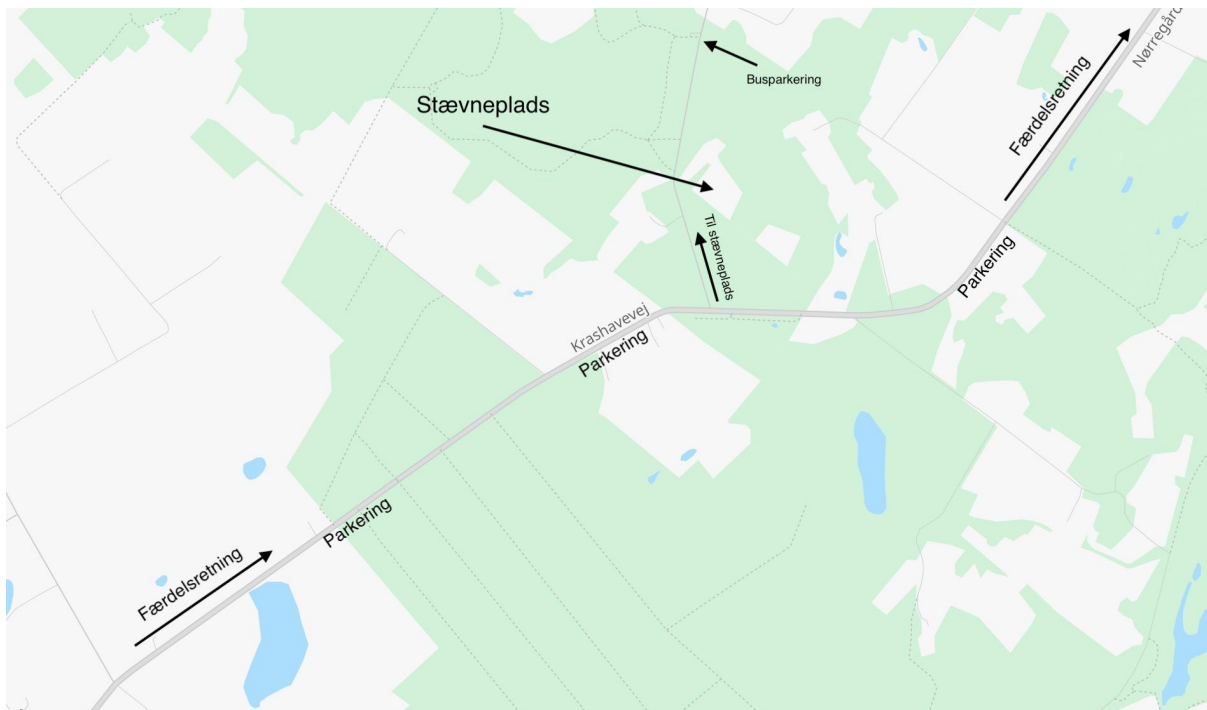 Nørregård
Færdelsretning
Busparkering
Stævneplads
Til stævneplads
Parkering
Krashavevej
Parkering
Parkering
Færdelsretning